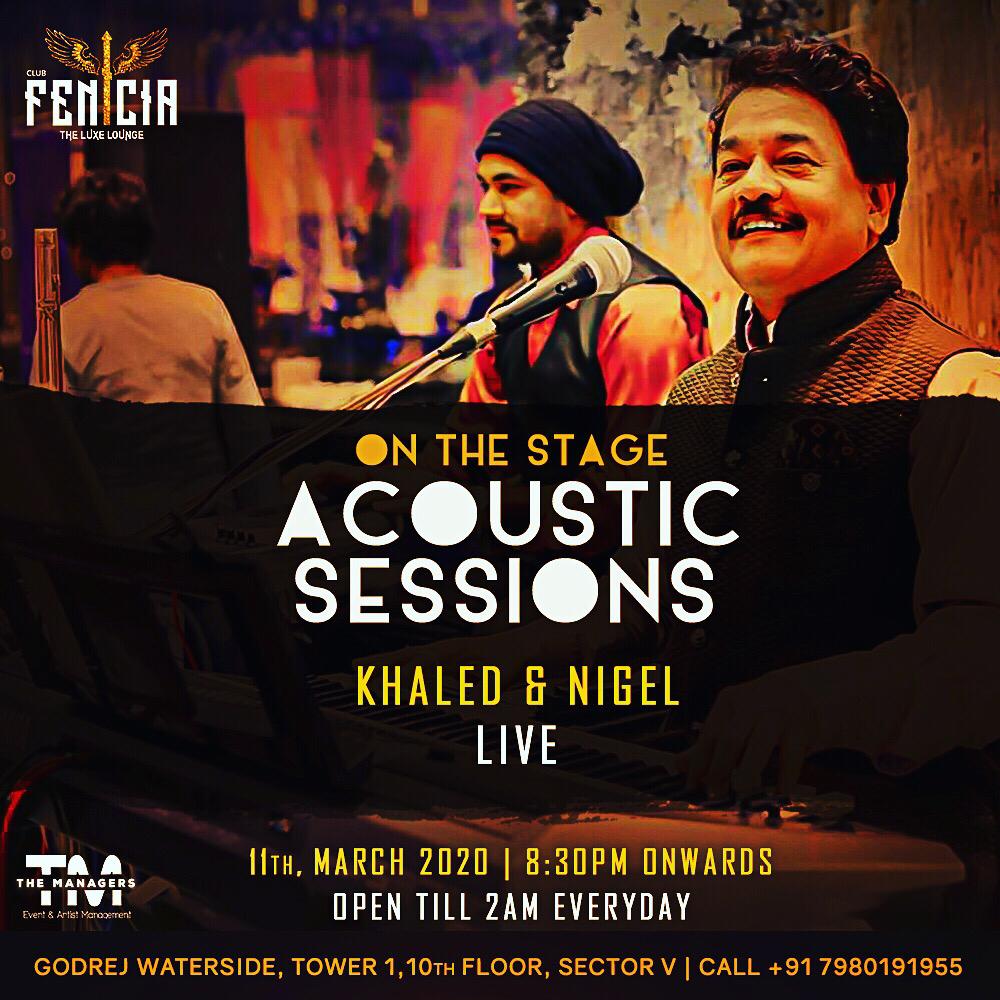 CLUB
FENICIA
THE LUXE LOUNGE
ON THE STAGE
ACOUSTIC
SESSIONS
KHALED & NIGEL
LIVE
TM
THE MANAGERS
Event & Artist Management
11TH, MARCH 2020 | 8:30PM ONWARDS
OPEN TILL 2AM EVERYDAY
GODREJ WATERSIDE, TOWER 1,10TH FLOOR, SECTOR V | CALL +91 7980191955